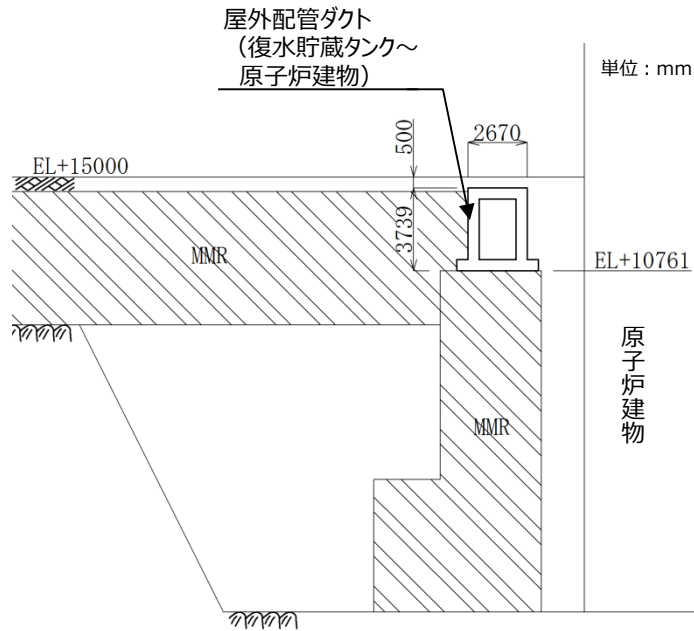 屋外配管ダクト
（復水貯蔵タンク～
原子炉建物）
単位：mm
500
2670
EL+15000
3739
MMR
EL+10761
原子炉建物
MMR